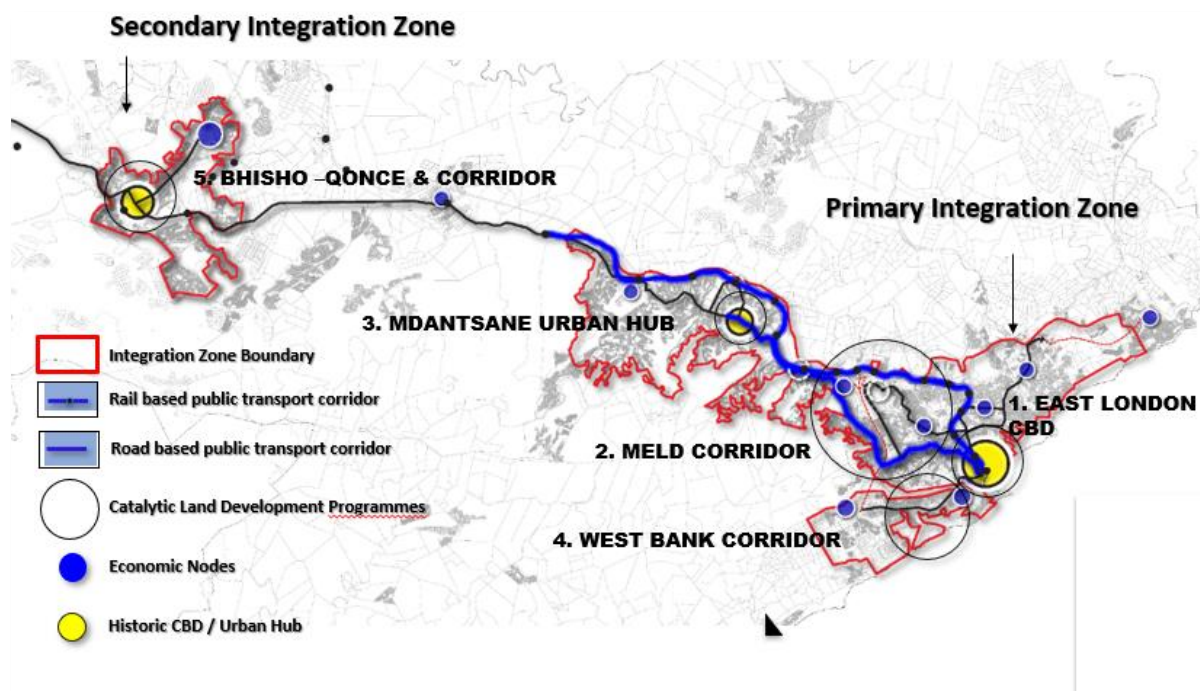 Secondary Integration Zone
5. BHISHO –QONCE & CORRIDOR
Primary Integration Zone
3. MDANTSANE URBAN HUB
1. EAST LONDON
CBD
2. MELD CORRIDOR
4. WEST BANK CORRIDOR
Integration Zone Boundary
Rail based public transport corridor
Road based public transport corridor
Catalytic Land Development Programmes
Economic Nodes
Historic CBD / Urban Hub